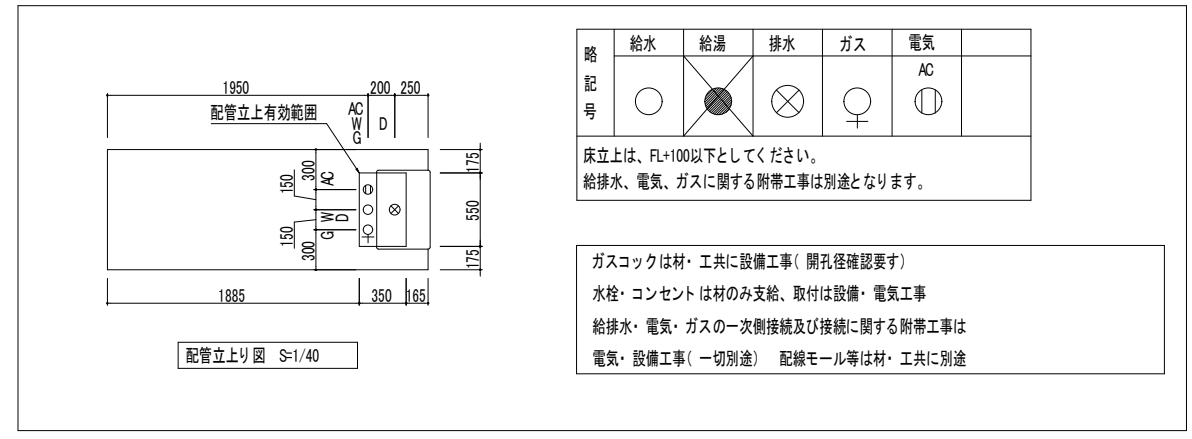 1950 200 250
配管立上有効範囲
AC
W
G
D
175
550
175
300
150
150
300
AC
W
D
G
1885 350 165
配管立上り図 S=1/40
略記号
給水 給湯 排水 ガス 電気
AC
床立上は、FL+100以下としてください。
給排水、電気、ガスに関する附帯工事は別途となります。
ガスコックは材・工共に設備工事(開孔径確認要す)
水栓・コンセントは材のみ支給、取付は設備・電気工事
給排水・電気・ガスの一次側接続及び接続に関する附帯工事は
電気・設備工事(一切別途) 配線モール等は材・工共に別途